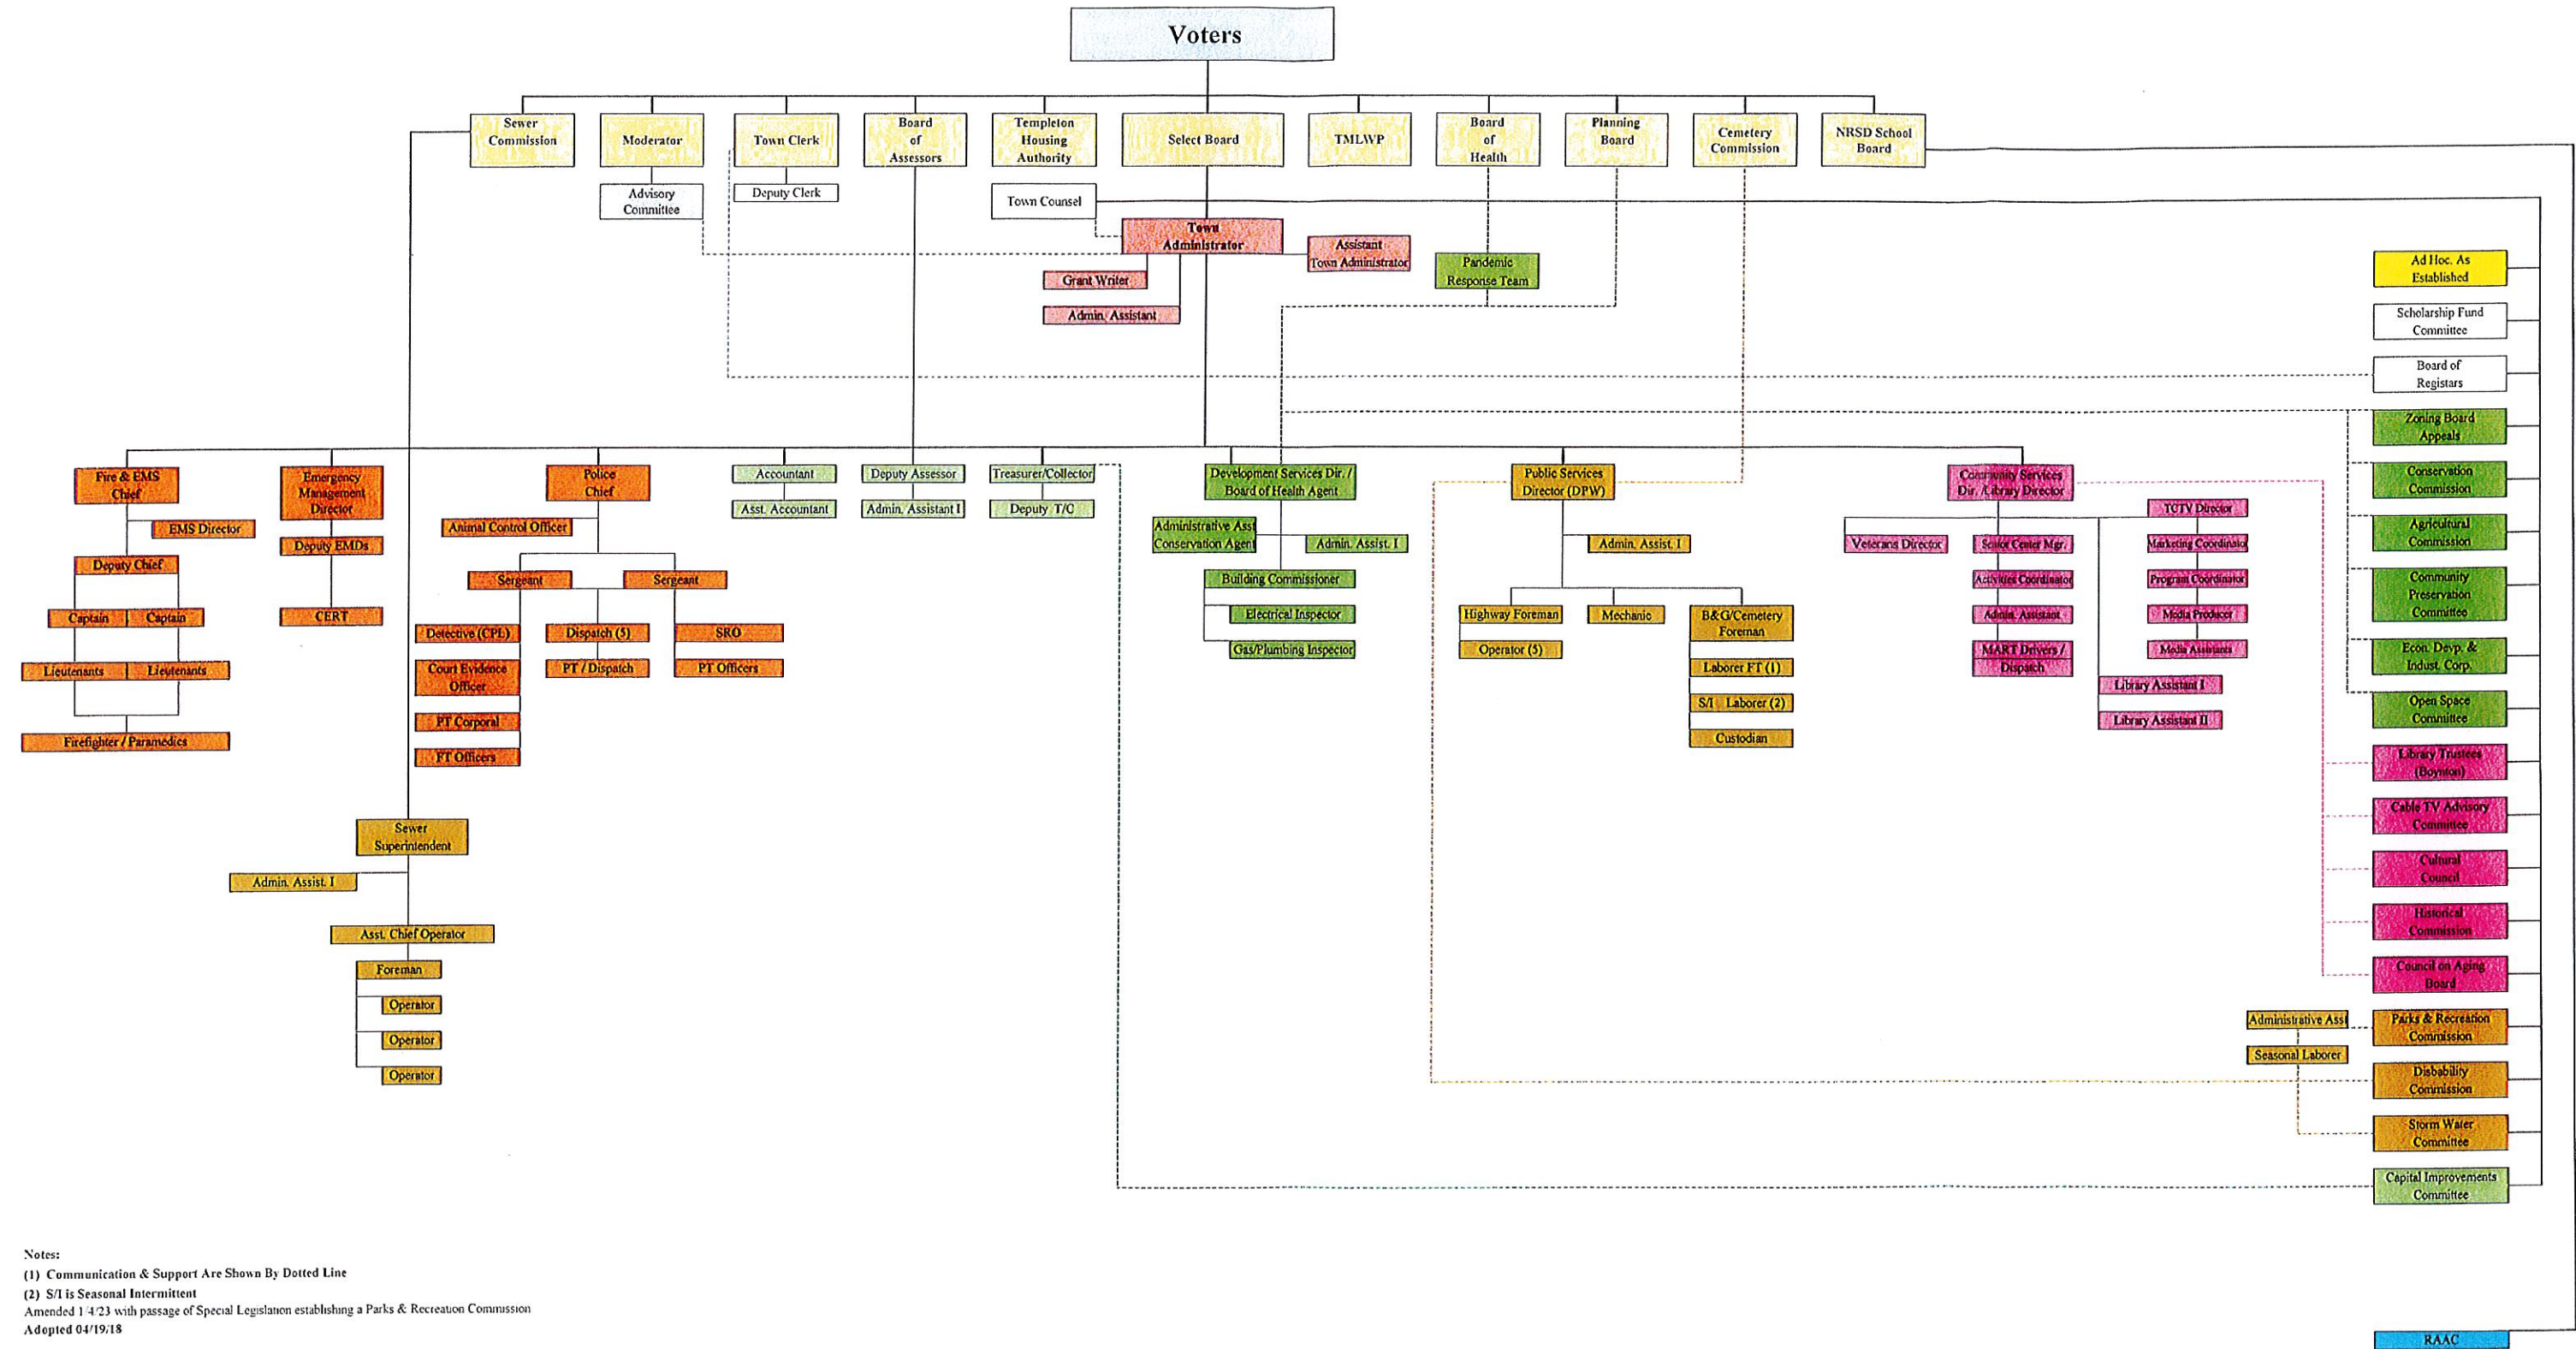 Voters
Sewer
Commission
Moderator
Town Clerk
Board
of
Assessors
Templeton
Housing
Authority
Select Board
TMLWP
Board
of
Health
Planning
Board
Cemetery
Commission
NRSD School
Board
Advisory
Committee
Deputy Clerk
Town Counsel
Town
Administrator
Assistant
Town Administrator
Grant Writer
Admin. Assistant
Pandemic
Response Team
Ad Hoc. As
Established
Scholarship Fund
Committee
Board of
Registars
Zoning Board
Appeals
Conservation
Commission
Agricultural
Commission
Community
Preservation
Committee
Econ. Devp. &
Indust. Corp.
Open Space
Committee
Library Trustees
(Boynton)
Cable TV Advisory
Committee
Cultural
Council
Historical
Commission
Council on Aging
Board
Administrative Assi
Seasonal Laborer
Parks & Recreation
Commission
Disbability
Commission
Storm Water
Committee
Capital Improvements
Committee
Fire & EMS
Chief
EMS Director
Deputy Chief
Captain
Captain
Lieutenants
Lieutenants
Firefighter / Paramedics
Emergency
Management
Director
Deputy EMDs
CERT
Police
Chief
Animal Control Officer
Sergeant
Sergeant
Detective (CPL)
Court Evidence
Officer
PT Corporal
FT Officers
Dispatch (5)
PT / Dispatch
SRO
PT Officers
Accountant
Asst. Accountant
Deputy Assessor
Admin. Assistant I
Treasurer/Collector
Deputy T/C
Development Services Dir. /
Board of Health Agent
Administrative Asst
Conservation Agent
Admin. Assist. I
Building Commissioner
Electrical Inspector
Gas/Plumbing Inspector
Public Services
Director (DPW)
Admin. Assist. I
Highway Foreman
Operator (5)
Mechanic
B&G/Cemetery
Foreman
Laborer FT (1)
S/I Laborer (2)
Custodian
Community Services
Dir. /Library Director
Veterans Director
Senior Center Mgr.
Activities Coordinator
Admin. Assistant
MART Drivers /
Dispatch
TCTV Director
Marketing Coordinato
Program Coordinator
Media Producer
Media Assistants
Library Assistant I
Library Assistant II
Sewer
Superintendent
Admin. Assist. I
Asst. Chief Operator
Foreman
Operator
Operator
Operator
Notes:
(1) Communication & Support Are Shown By Dotted Line
(2) S/I is Seasonal Intermittent
Amended 1/4/23 with passage of Special Legislation establishing a Parks & Recreation Commission
Adopted 04/19/18
RAAC